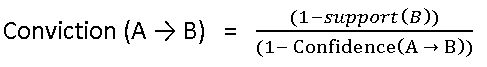 Conviction (A → B) = (1−support(B)) / (1− Confidence(A → B))